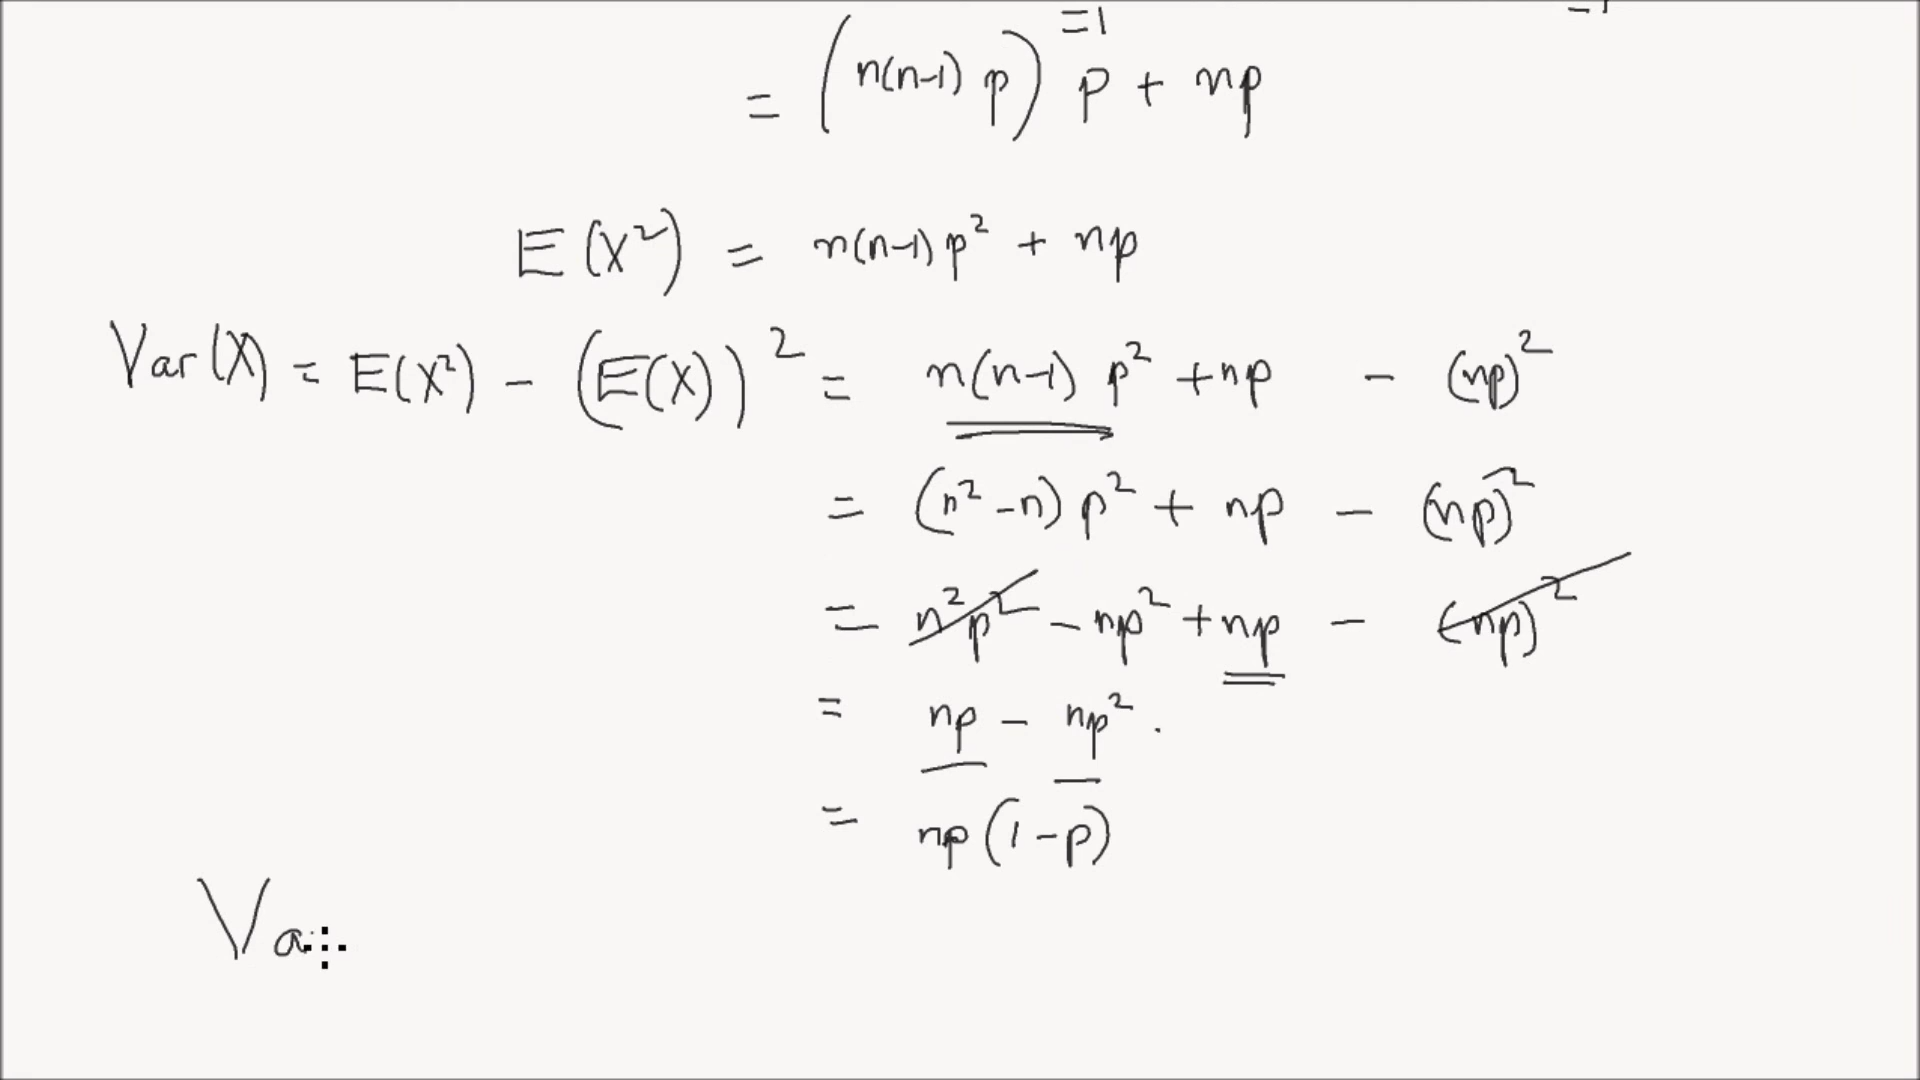 =1
= (n(n-1) p) p + np
E(X²) = n(n-1)p² + np
Var(X) = E(X²) - (E(X))² = n(n-1) p² + np - (np)²
= (n² - n) p² + np - (np)²
= n²p² - np² + np - (np)²
= np - np² .
= np(1-p)
Va